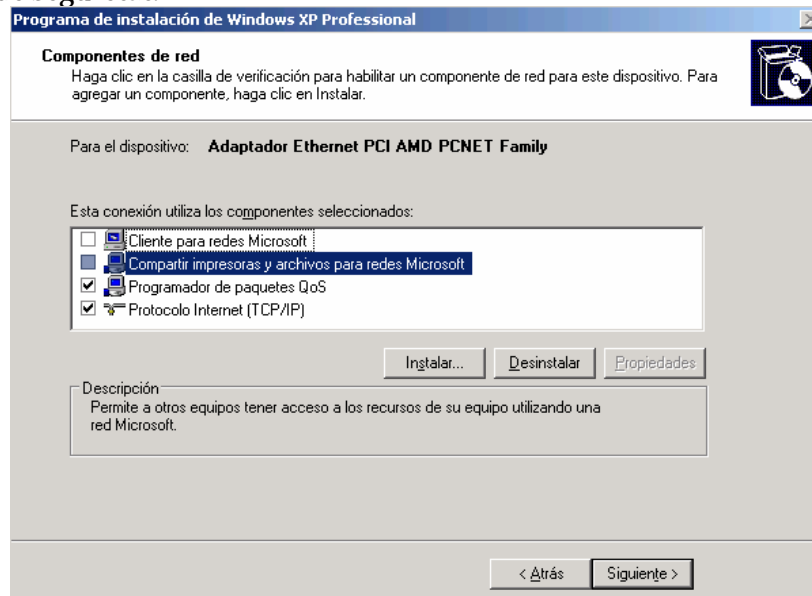 Programa de instalación de Windows XP Professional
Componentes de red
Haga clic en la casilla de verificación para habilitar un componente de red para este dispositivo. Para
agregar un componente, haga clic en Instalar.
Para el dispositivo: Adaptador Ethernet PCI AMD PCNET Family
Esta conexión utiliza los componentes seleccionados:
Cliente para redes Microsoft
Compartir impresoras y archivos para redes Microsoft
Programador de paquetes QoS
Protocolo Internet (TCP/IP)
Instalar... Desinstalar Propiedades
Descripción
Permite a otros equipos tener acceso a los recursos de su equipo utilizando una
red Microsoft.
< Atrás Siguiente >